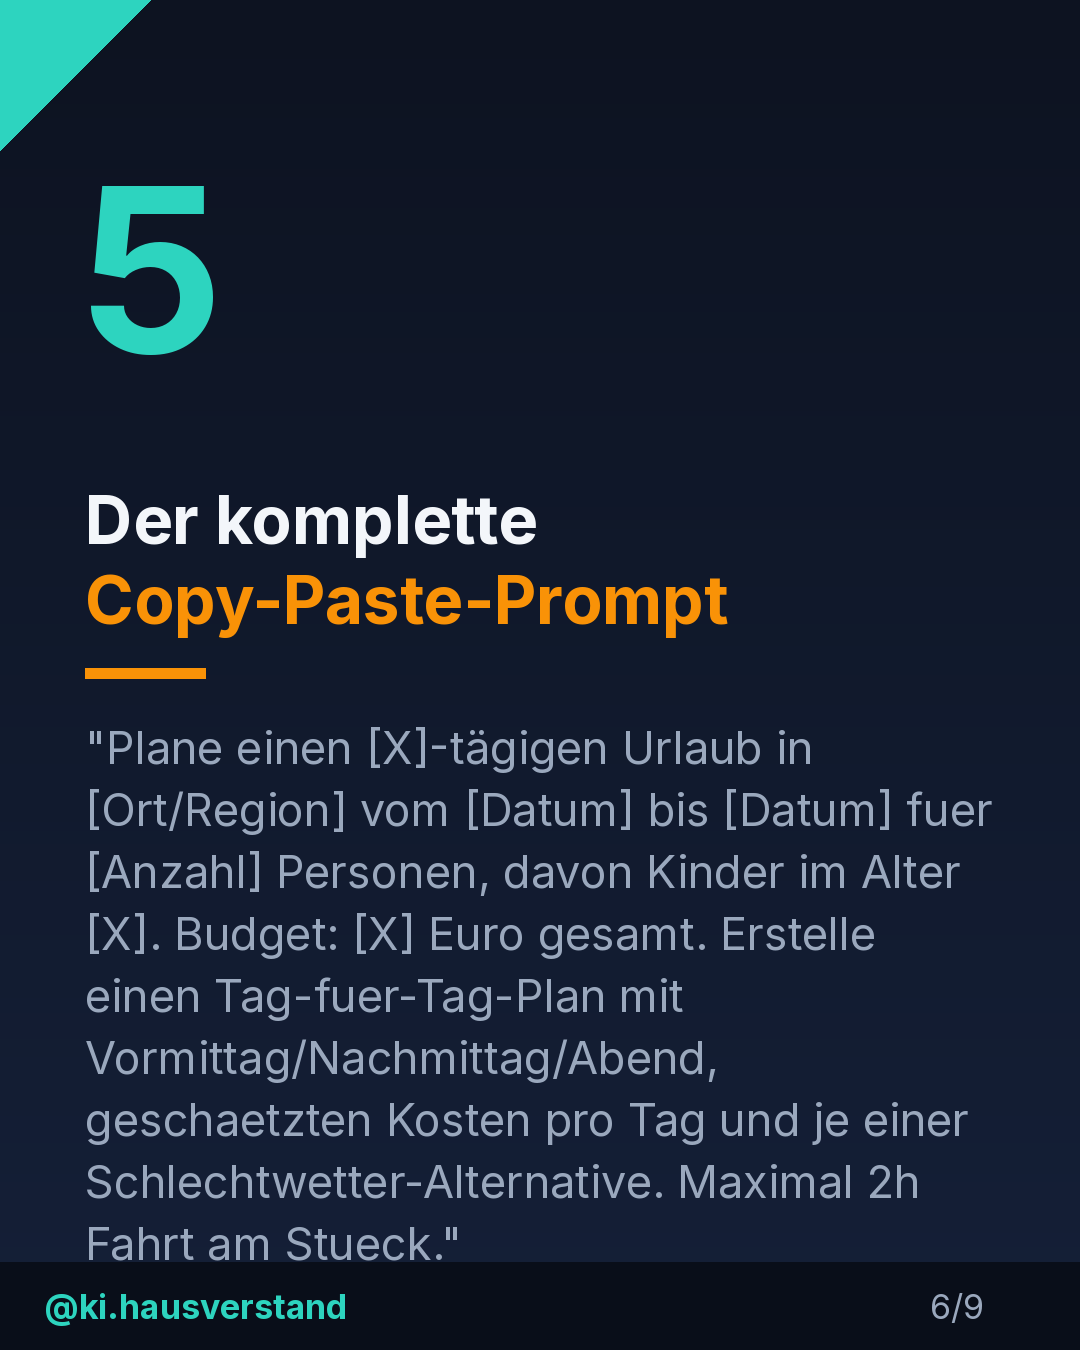 5
Der komplette
Copy-Paste-Prompt
"Plane einen [X]-tägigen Urlaub in
[Ort/Region] vom [Datum] bis [Datum] fuer
[Anzahl] Personen, davon Kinder im Alter
[X]. Budget: [X] Euro gesamt. Erstelle
einen Tag-fuer-Tag-Plan mit
Vormittag/Nachmittag/Abend,
geschaetzten Kosten pro Tag und je einer
Schlechtwetter-Alternative. Maximal 2h
Fahrt am Stueck."
@ki.hausverstand
6/9